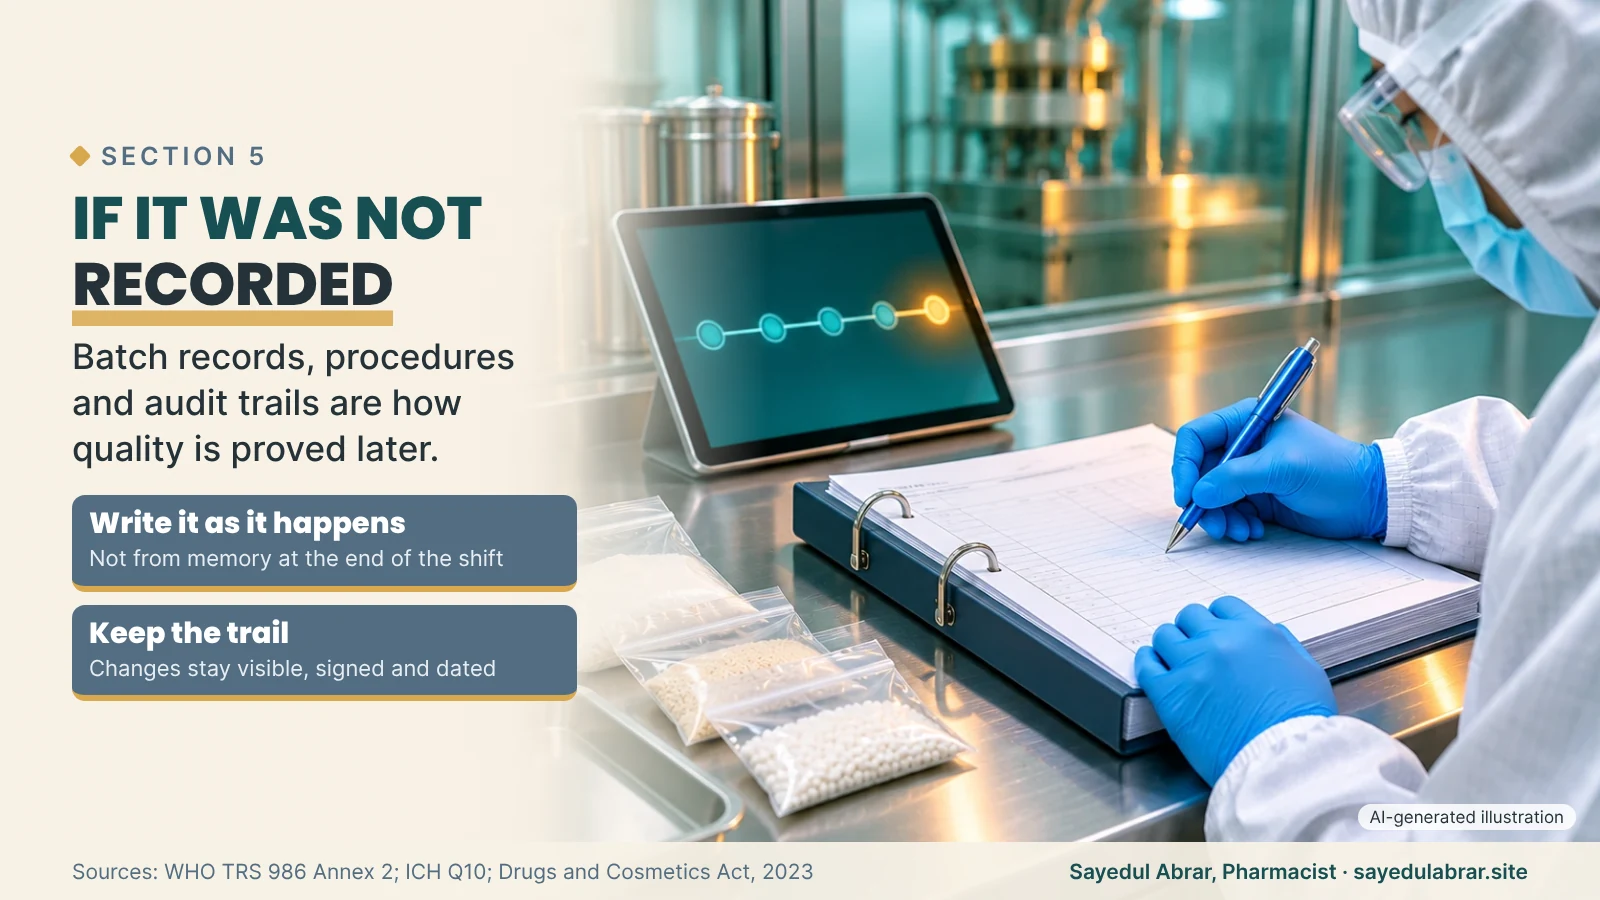 SECTION 5
IF IT WAS NOT
RECORDED
Batch records, procedures
and audit trails are how
quality is proved later.
Write it as it happens
Not from memory at the end of the shift
Keep the trail
Changes stay visible, signed and dated
AI-generated illustration
Sources: WHO TRS 986 Annex 2; ICH Q10; Drugs and Cosmetics Act, 2023
Sayedul Abrar, Pharmacist · sayedulabrar.site